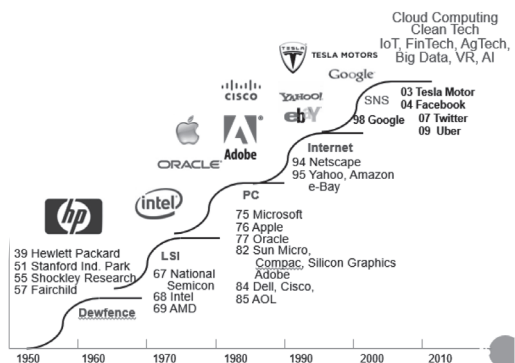 Cloud Computing
Clean Tech
IoT, FinTech, AgTech,
Big Data, VR, AI
TESLA
TESLA MOTORS
Google
CISCO
YAHOO!
ebY
SNS
03 Tesla Motor
04 Facebook
98 Google
07 Twitter
09 Uber
Adobe
ORACLE
Internet
94 Netscape
95 Yahoo, Amazon
e-Bay
hp
intel
PC
75 Microsoft
76 Apple
77 Oracle
82 Sun Micro,
Compac, Silicon Graphics
Adobe
84 Dell, Cisco,
85 AOL
39 Hewlett Packard
51 Stanford Ind. Park
55 Shockley Research
57 Fairchild
LSI
67 National
Semicon
68 Intel
69 AMD
Dewfence
1950 1960 1970 1980 1990 2000 2010